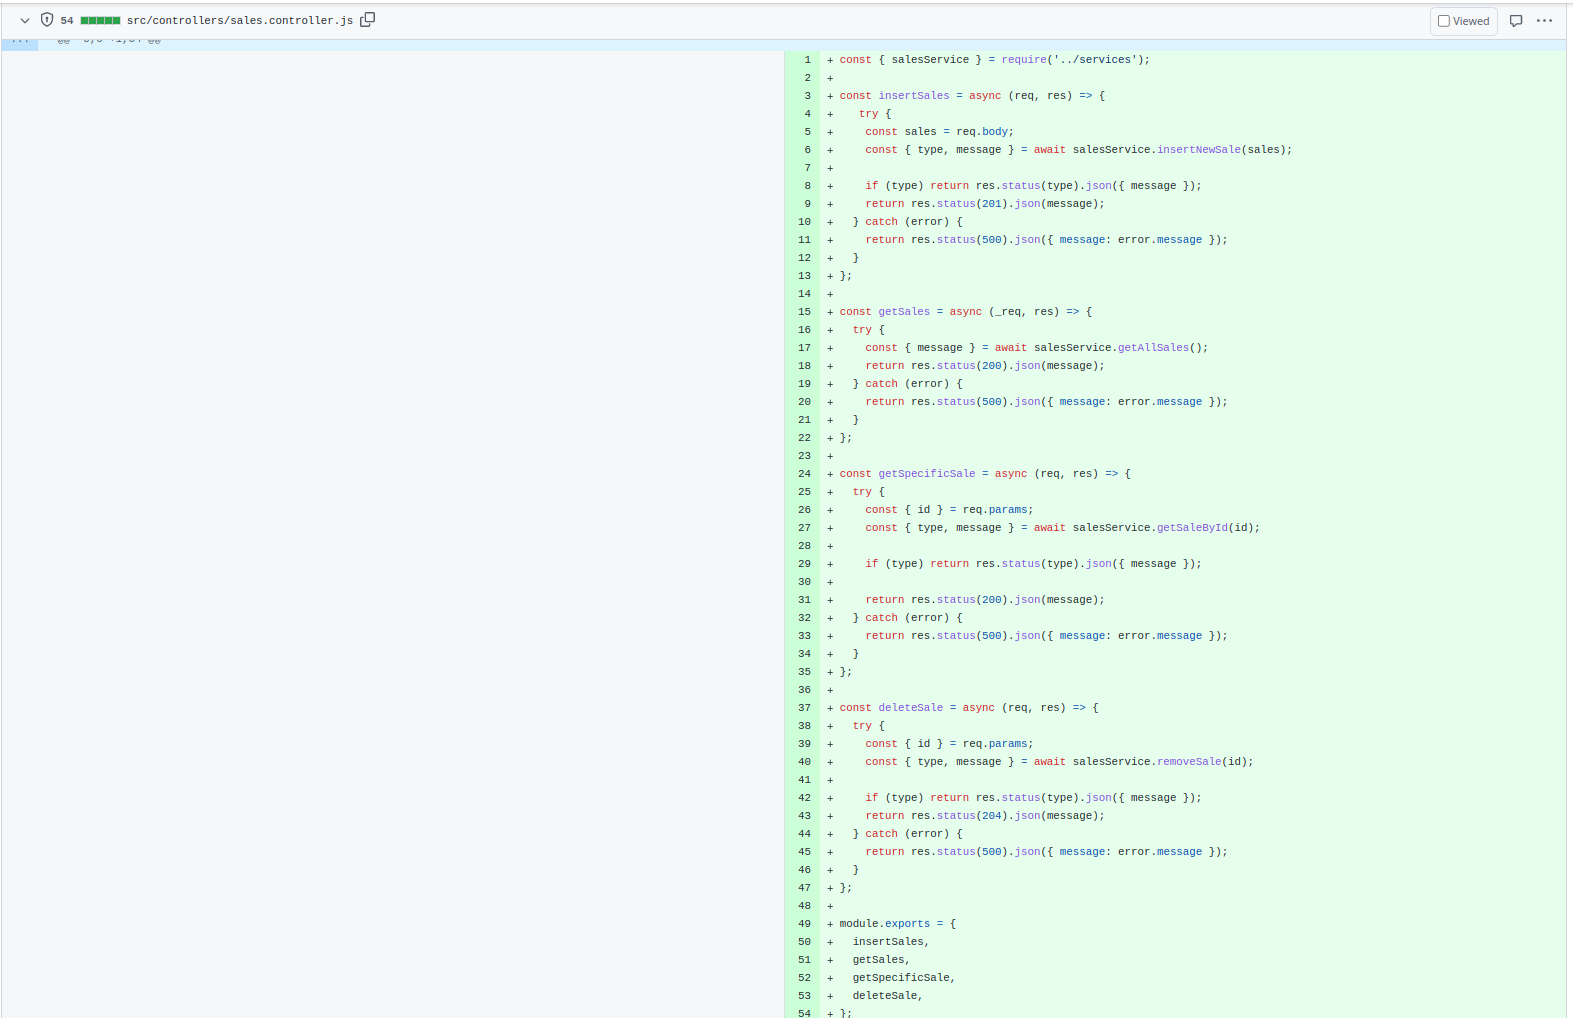 54 src/controllers/sales.controller.js Viewed
1 + const { salesService } = require('../services');
2 +
3 + const insertSales = async (req, res) => {
4 +    try {
5 +     const sales = req.body;
6 +     const { type, message } = await salesService.insertNewSale(sales);
7 +
8 +     if (type) return res.status(type).json({ message });
9 +     return res.status(201).json(message);
10 +   } catch (error) {
11 +     return res.status(500).json({ message: error.message });
12 +   }
13 + };
14 +
15 + const getSales = async (_req, res) => {
16 +   try {
17 +     const { message } = await salesService.getAllSales();
18 +     return res.status(200).json(message);
19 +   } catch (error) {
20 +     return res.status(500).json({ message: error.message });
21 +   }
22 + };
23 +
24 + const getSpecificSale = async (req, res) => {
25 +   try {
26 +     const { id } = req.params;
27 +     const { type, message } = await salesService.getSaleById(id);
28 +
29 +     if (type) return res.status(type).json({ message });
30 +
31 +     return res.status(200).json(message);
32 +   } catch (error) {
33 +     return res.status(500).json({ message: error.message });
34 +   }
35 + };
36 +
37 + const deleteSale = async (req, res) => {
38 +   try {
39 +     const { id } = req.params;
40 +     const { type, message } = await salesService.removeSale(id);
41 +
42 +     if (type) return res.status(type).json({ message });
43 +     return res.status(204).json(message);
44 +   } catch (error) {
45 +     return res.status(500).json({ message: error.message });
46 +   }
47 + };
48 +
49 + module.exports = {
50 +   insertSales,
51 +   getSales,
52 +   getSpecificSale,
53 +   deleteSale,
54 + };